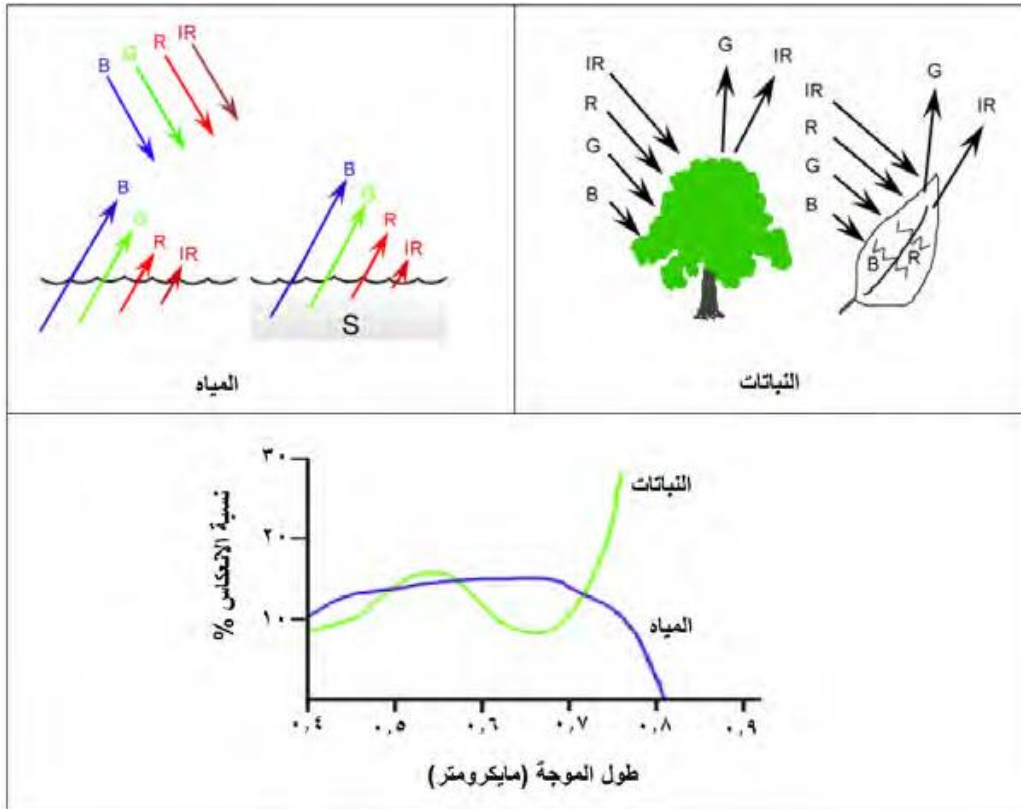 B
G
R
IR
B
G
R
IR
B
G
R
IR
S
المياه
IR
R
G
B
G
IR
IR
R
G
B
G
IR
B
R
النباتات
نسبة الانعكاس %
٣٠
٢٠
١٠
النباتات
المياه
٠,٤
٠,٥
٠,٦
٠,٧
٠,٨
٠,٩
طول الموجة (مايكرومتر)